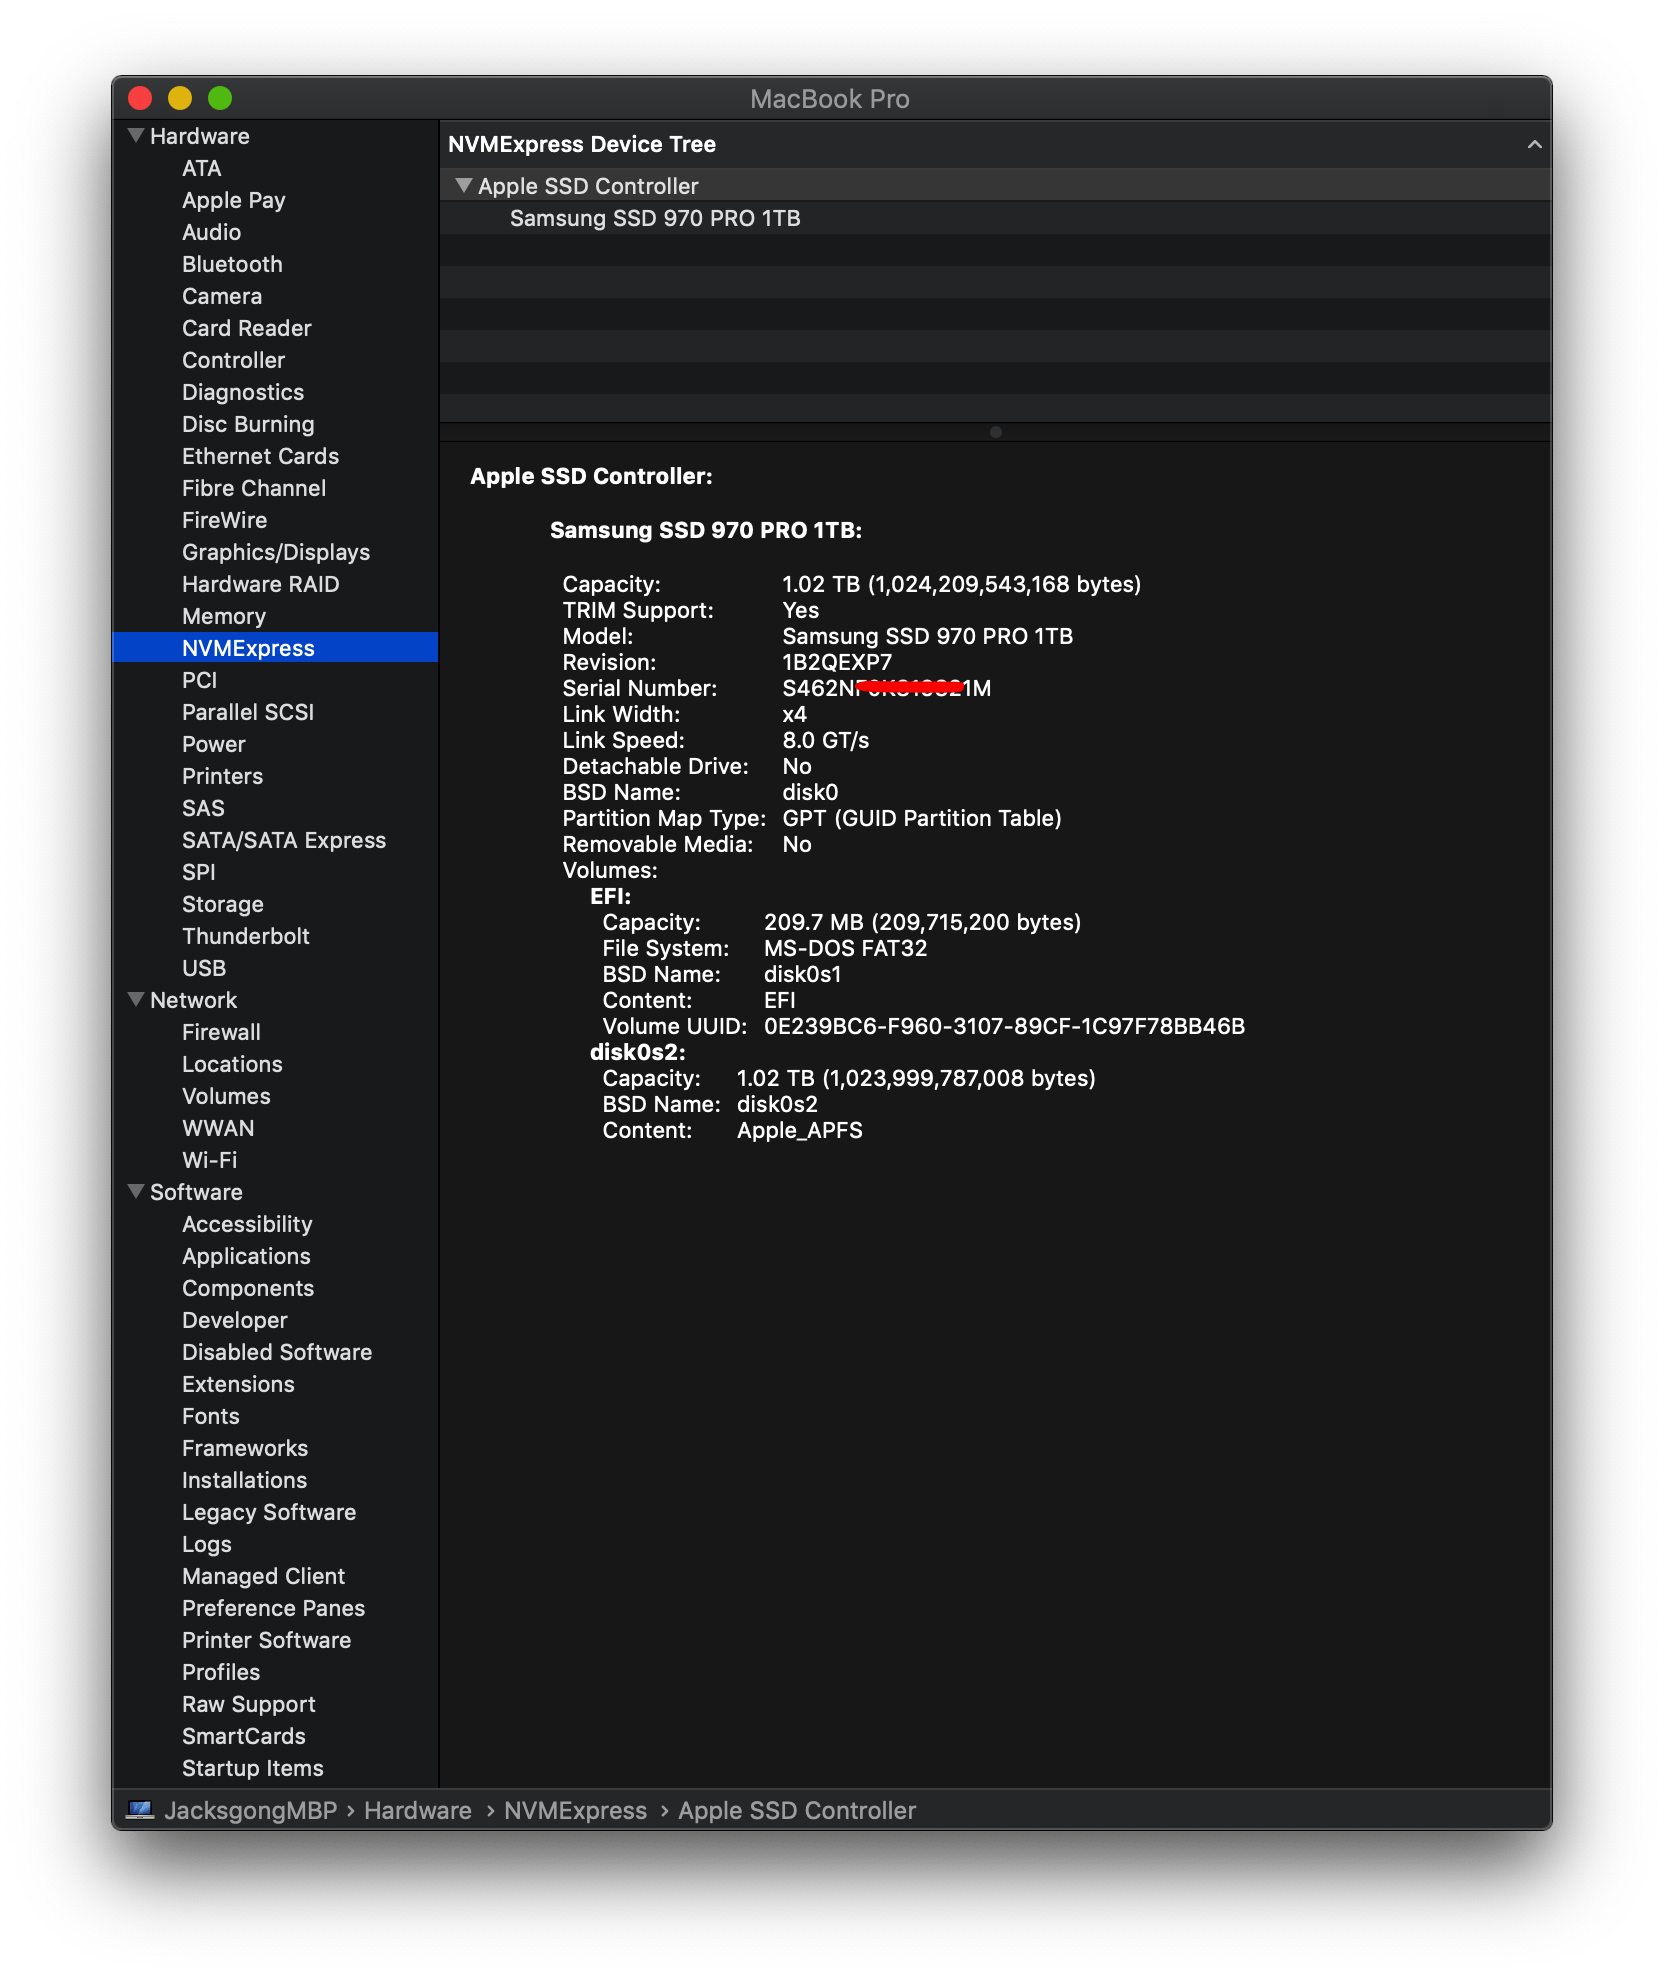 MacBook Pro
Hardware
ATA
Apple Pay
Audio
Bluetooth
Camera
Card Reader
Controller
Diagnostics
Disc Burning
Ethernet Cards
Fibre Channel
FireWire
Graphics/Displays
Hardware RAID
Memory
NVMExpress
PCI
Parallel SCSI
Power
Printers
SAS
SATA/SATA Express
SPI
Storage
Thunderbolt
USB
Network
Firewall
Locations
Volumes
WWAN
Wi-Fi
Software
Accessibility
Applications
Components
Developer
Disabled Software
Extensions
Fonts
Frameworks
Installations
Legacy Software
Logs
Managed Client
Preference Panes
Printer Software
Profiles
Raw Support
SmartCards
Startup Items
NVMExpress Device Tree
Apple SSD Controller
Samsung SSD 970 PRO 1TB
Apple SSD Controller:
Samsung SSD 970 PRO 1TB:
Capacity: 1.02 TB (1,024,209,543,168 bytes)
TRIM Support: Yes
Model: Samsung SSD 970 PRO 1TB
Revision: 1B2QEXP7
Serial Number:
Link Width: x4
Link Speed: 8.0 GT/s
Detachable Drive: No
BSD Name: disk0
Partition Map Type: GPT (GUID Partition Table)
Removable Media: No
Volumes:
EFI:
Capacity: 209.7 MB (209,715,200 bytes)
File System: MS-DOS FAT32
BSD Name: disk0s1
Content: EFI
Volume UUID: 0E239BC6-F960-3107-89CF-1C97F78BB46B
disk0s2:
Capacity: 1.02 TB (1,023,999,787,008 bytes)
BSD Name: disk0s2
Content: Apple_APFS
JacksgongMBP › Hardware › NVMExpress › Apple SSD Controller